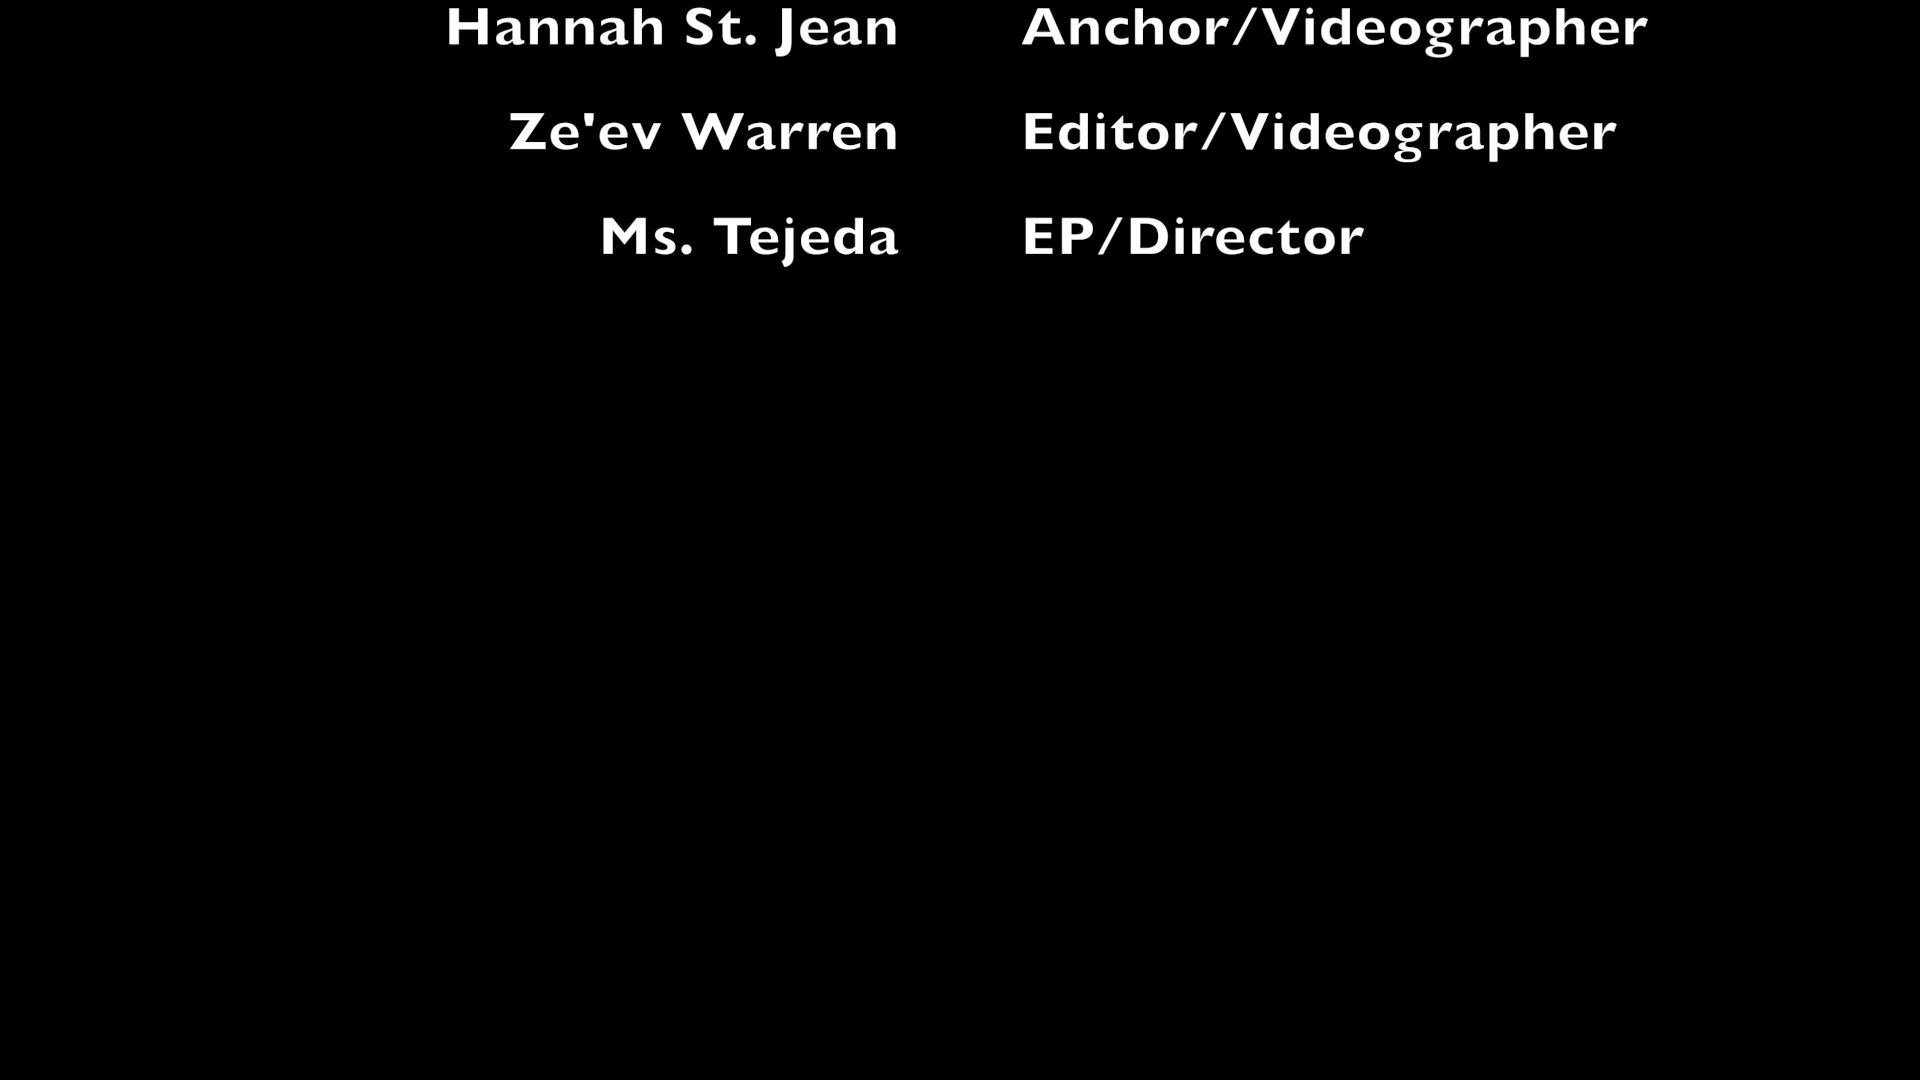 Hannah St. Jean Anchor/Videographer
Ze'ev Warren Editor/Videographer
Ms. Tejeda EP/Director